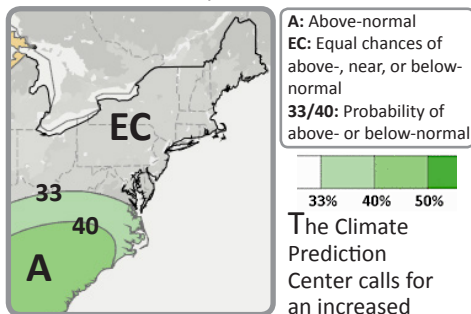 EC
33
40
A
A: Above-normal
EC: Equal chances of
above-, near, or below-
normal
33/40: Probability of
above- or below-normal
33% 40% 50%
The Climate
Prediction
Center calls for
an increased